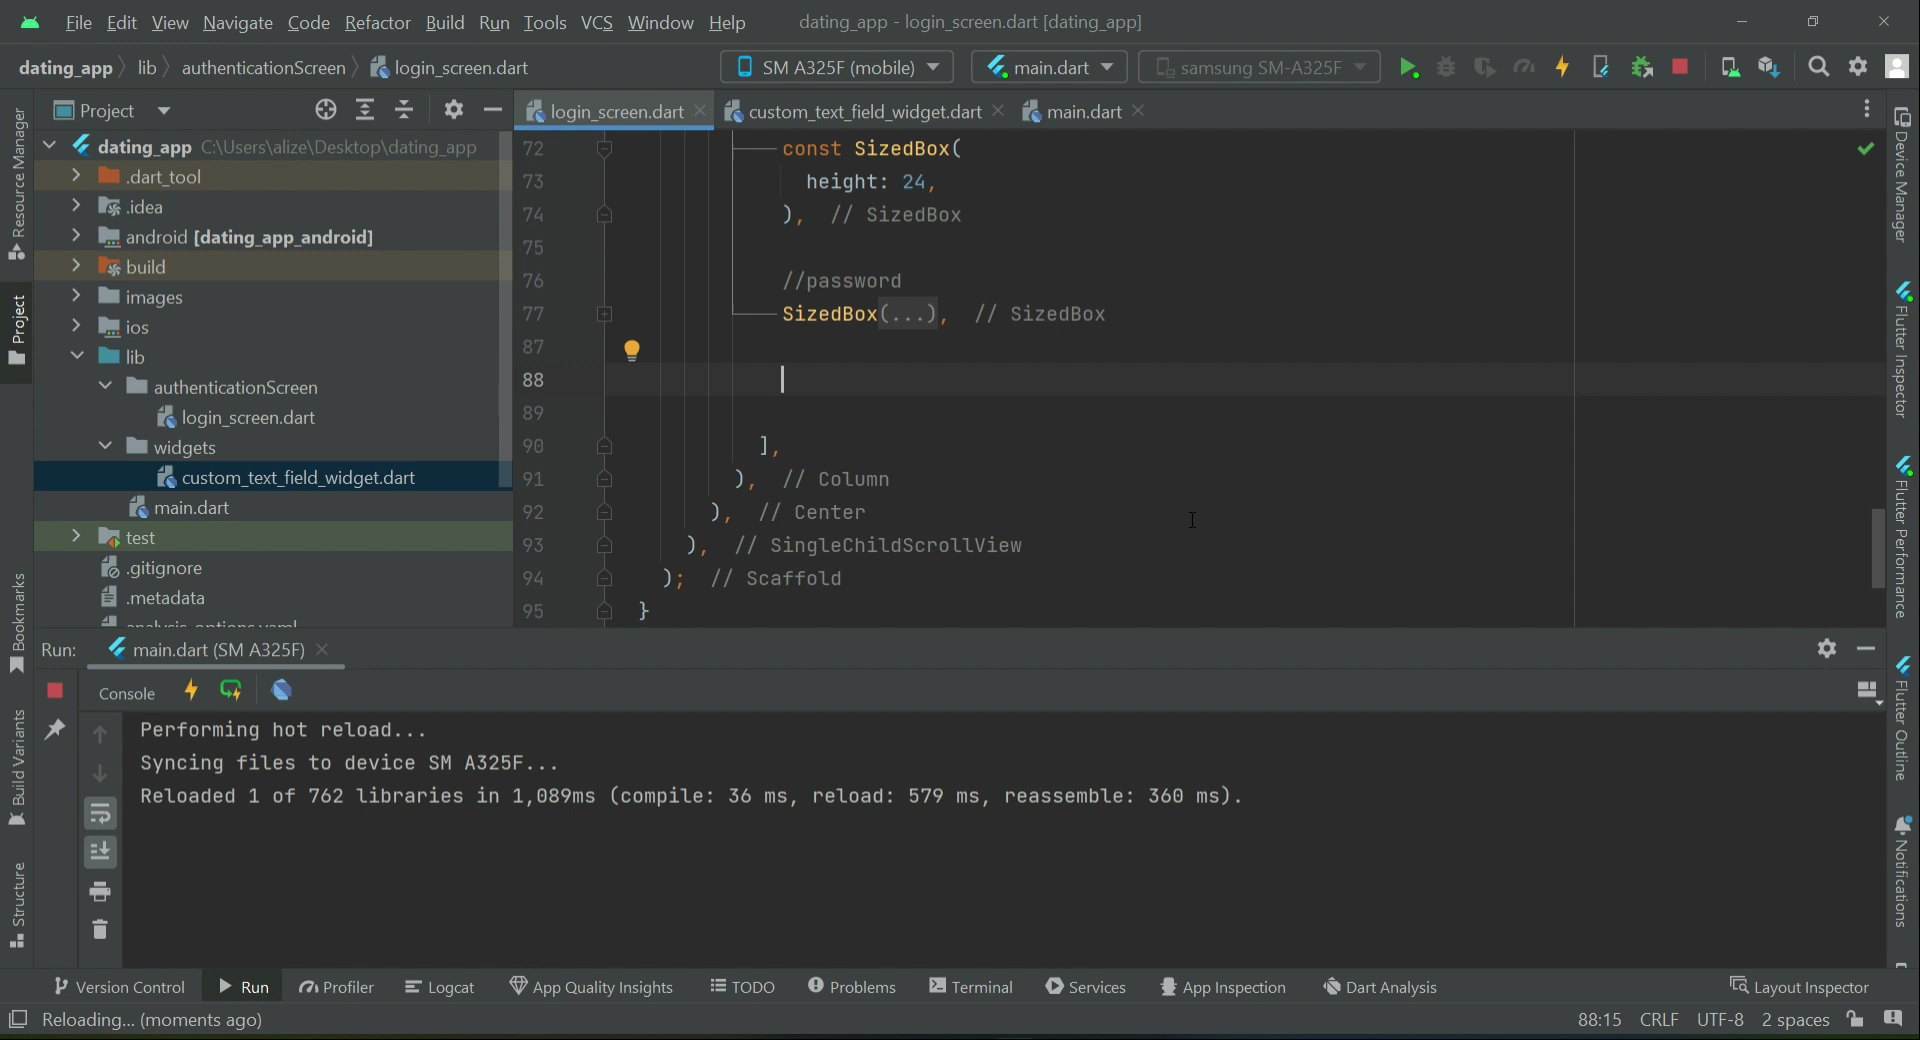 File Edit View Navigate Code Refactor Build Run Tools VCS Window Help dating_app - login_screen.dart [dating_app]
dating_app lib authenticationScreen login_screen.dart SM A325F (mobile) main.dart samsung SM-A325F
Project
login_screen.dart custom_text_field_widget.dart main.dart
dating_app C:\Users\alize\Desktop\dating_app
.dart_tool
.idea
android [dating_app_android]
build
images
ios
lib
authenticationScreen
login_screen.dart
widgets
custom_text_field_widget.dart
main.dart
test
.gitignore
.metadata
analysis_options.yaml
72 const SizedBox(
73 height: 24,
74 ), // SizedBox
75
76 //password
77 SizedBox(...), // SizedBox
87
88
89
90 ],
91 ), // Column
92 ), // Center
93 ), // SingleChildScrollView
94 ); // Scaffold
95 }
Resource Manager
Project
Bookmarks
Build Variants
Structure
Device Manager
Flutter Inspector
Flutter Performance
Flutter Outline
Notifications
Run: main.dart (SM A325F)
Console
Performing hot reload...
Syncing files to device SM A325F...
Reloaded 1 of 762 libraries in 1,089ms (compile: 36 ms, reload: 579 ms, reassemble: 360 ms).
Version Control Run Profiler Logcat App Quality Insights TODO Problems Terminal Services App Inspection Dart Analysis Layout Inspector
Reloading... (moments ago) 88:15 CRLF UTF-8 2 spaces